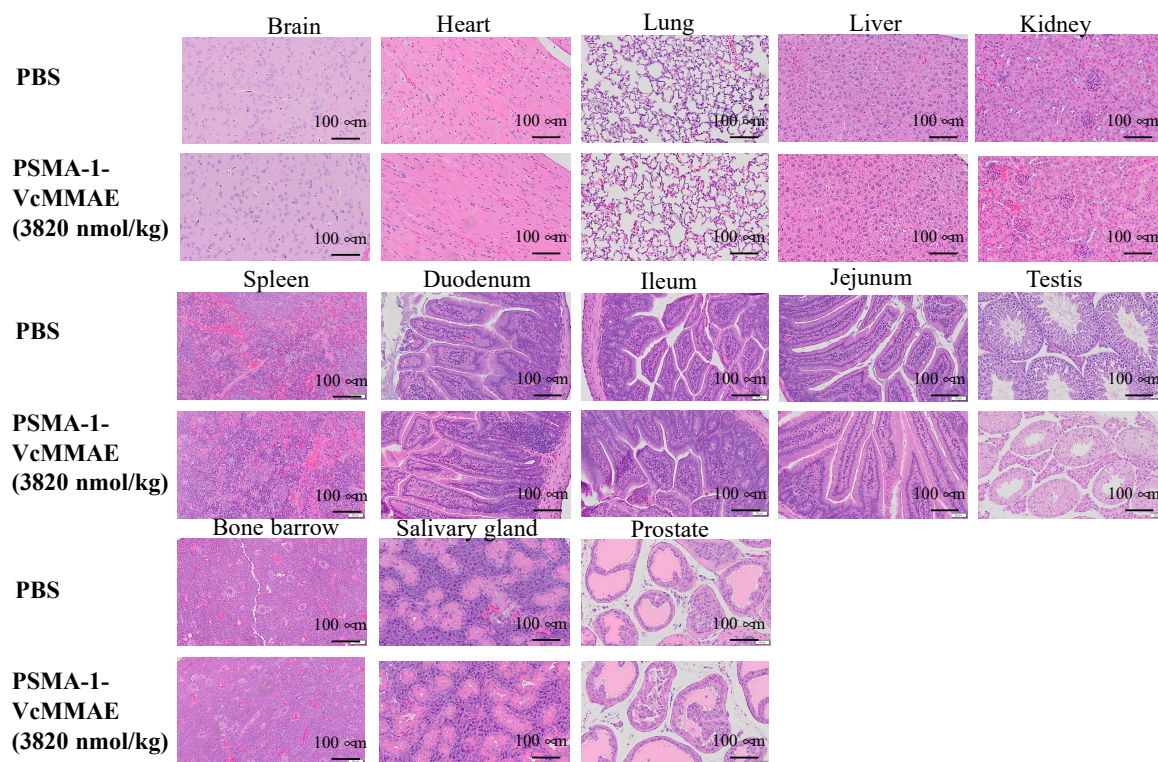 Brain Heart Lung Liver Kidney
PBS
100 ∝m 100 ∝m 100 ∝m 100 ∝m 100 ∝m
PSMA-1-
VcMMAE
(3820 nmol/kg)
100 ∝m 100 ∝m 100 ∝m 100 ∝m 100 ∝m
Spleen Duodenum Ileum Jejunum Testis
PBS
100 ∝m 100 ∝m 100 ∝m 100 ∝m 100 ∝m
PSMA-1-
VcMMAE
(3820 nmol/kg)
100 ∝m 100 ∝m 100 ∝m 100 ∝m 100 ∝m
Bone barrow Salivary gland Prostate
PBS
100 ∝m 100 ∝m 100 ∝m
PSMA-1-
VcMMAE
(3820 nmol/kg)
100 ∝m 100 ∝m 100 ∝m